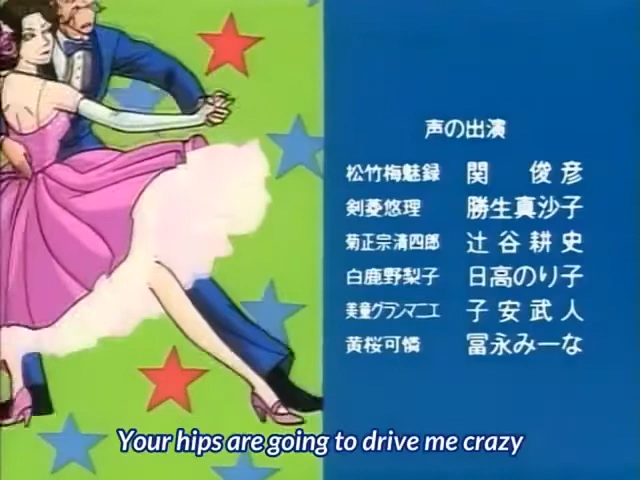 声の出演
松竹梅魅録 関 俊彦
剣菱悠理 勝生真沙子
菊正宗清四郎 辻谷耕史
白鹿野梨子 日高のり子
美童グランマニエ 子安武人
黄桜可憐 冨永みーな
Your hips are going to drive me crazy